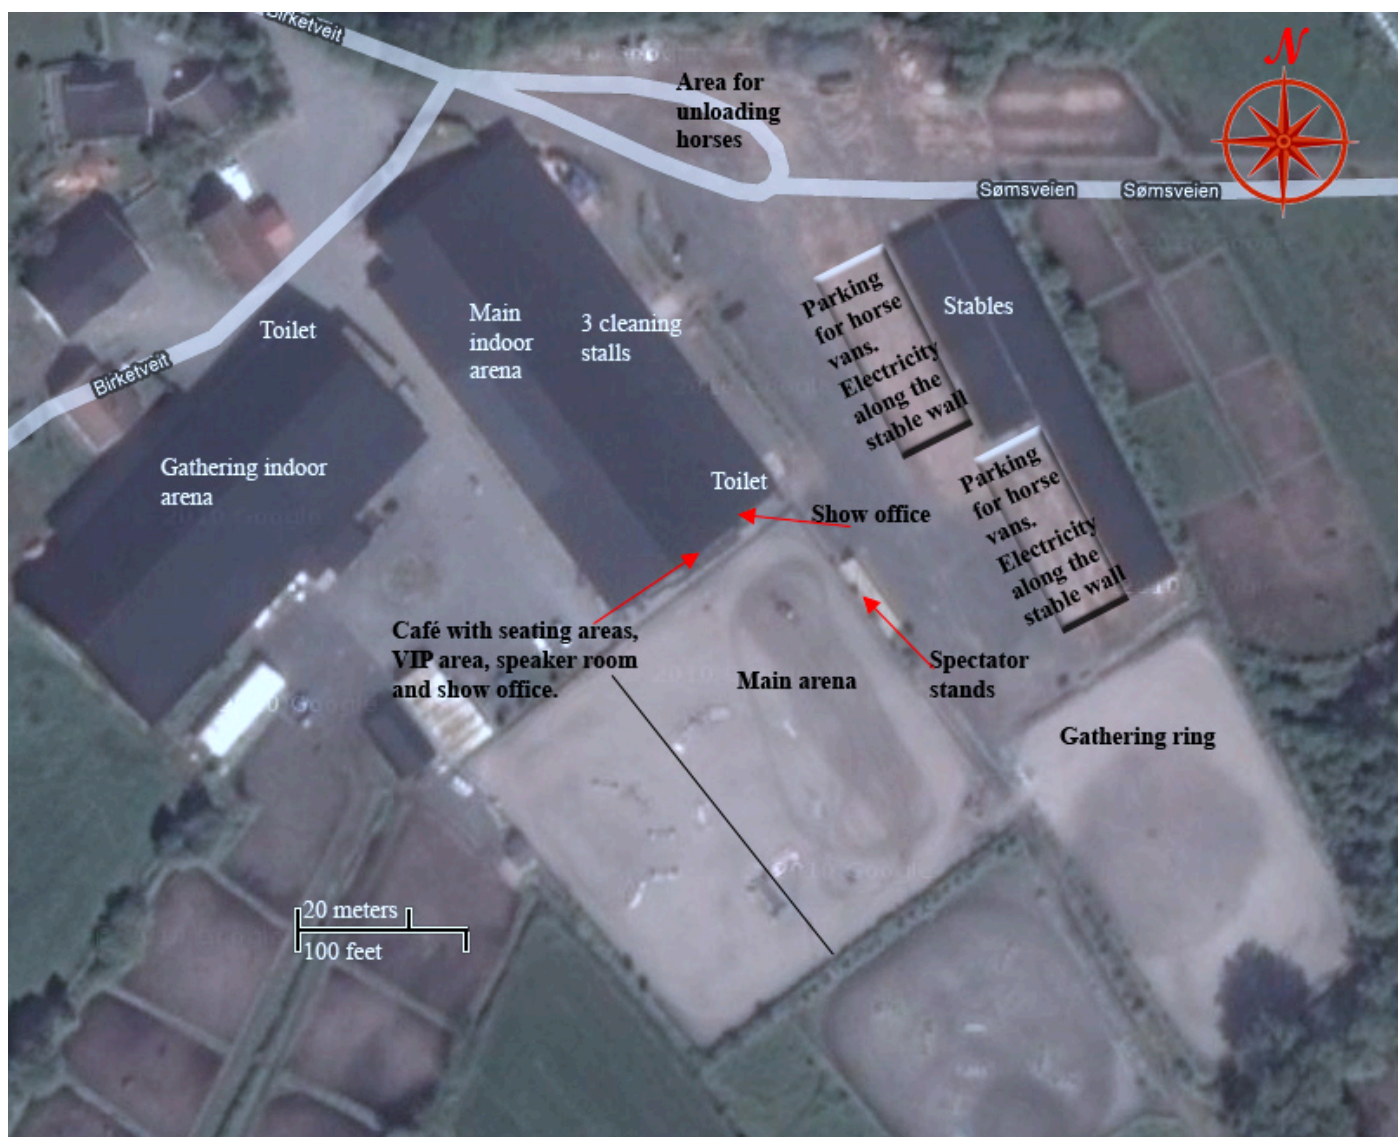 Birketveit
N
Area for
unloading
horses
Sømsveien
Sømsveien
Parking
for horse
vans.
Electricity
along the
stable wall
Stables
Toilet
Main
indoor
arena
3 cleaning
stalls
Birketveit
Gathering indoor
arena
Toilet
Show office
Parking
for horse
vans.
Electricity
along the
stable wall
Café with seating areas,
VIP area, speaker room
and show office.
Main arena
Spectator
stands
Gathering ring
20 meters
100 feet